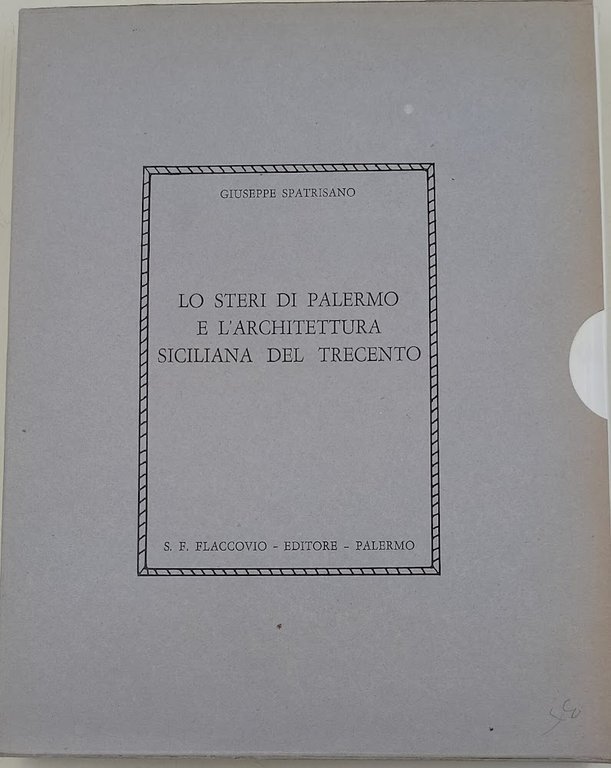 GIUSEPPE SPATRISANO
LO STERI DI PALERMO
E L'ARCHITETTURA
SICILIANA DEL TRECENTO
S. F. FLACCOVIO - EDITORE - PALERMO